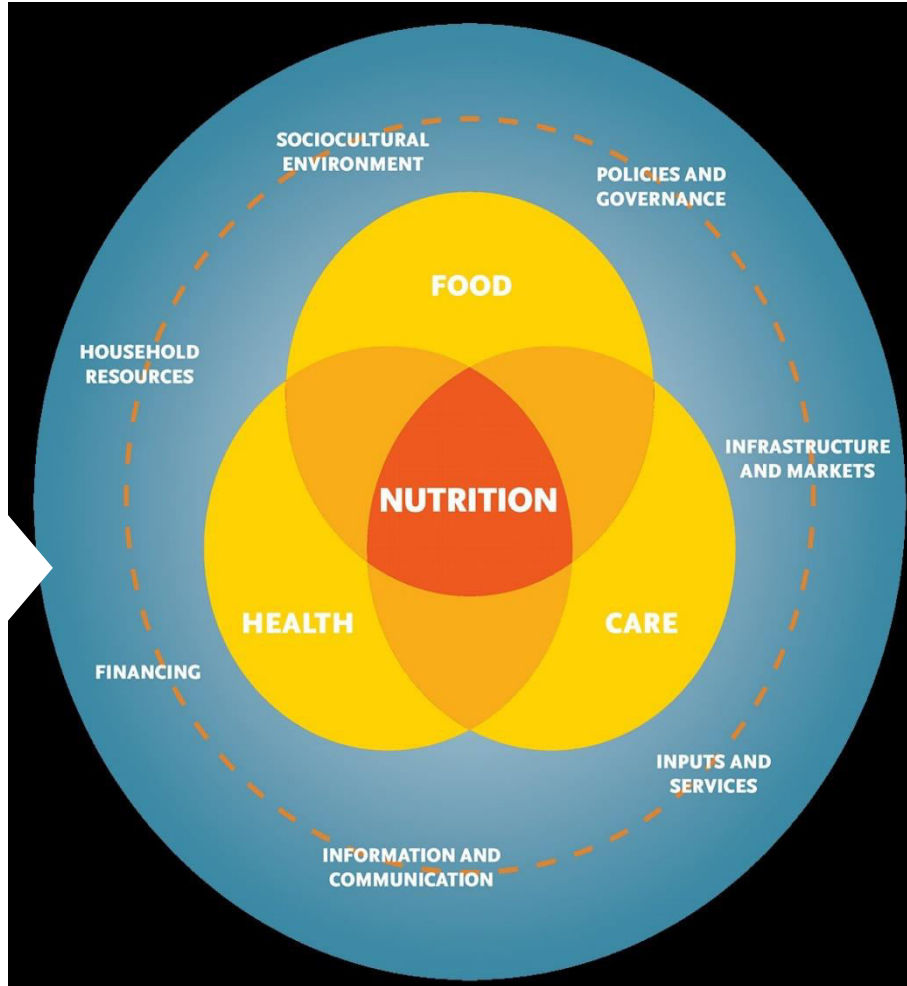 SOCIOCULTURAL
ENVIRONMENT
POLICIES AND
GOVERNANCE
FOOD
HOUSEHOLD
RESOURCES
INFRASTRUCTURE
AND MARKETS
NUTRITION
HEALTH
CARE
FINANCING
INPUTS AND
SERVICES
INFORMATION AND
COMMUNICATION